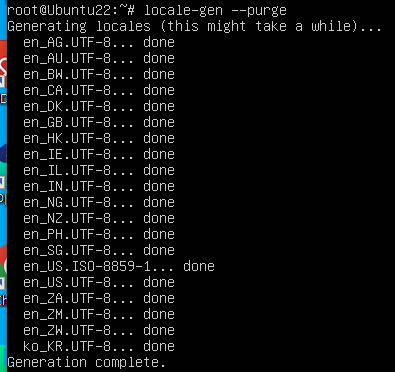 root@Ubuntu22:~# locale-gen --purge
Generating locales (this might take a while)...
en_AG.UTF-8... done
en_AU.UTF-8... done
en_BW.UTF-8... done
en_CA.UTF-8... done
en_DK.UTF-8... done
en_GB.UTF-8... done
en_HK.UTF-8... done
en_IE.UTF-8... done
en_IL.UTF-8... done
en_IN.UTF-8... done
en_NG.UTF-8... done
en_NZ.UTF-8... done
en_PH.UTF-8... done
en_SG.UTF-8... done
en_US.ISO-8859-1... done
en_US.UTF-8... done
en_ZA.UTF-8... done
en_ZM.UTF-8... done
en_ZW.UTF-8... done
ko_KR.UTF-8... done
Generation complete.